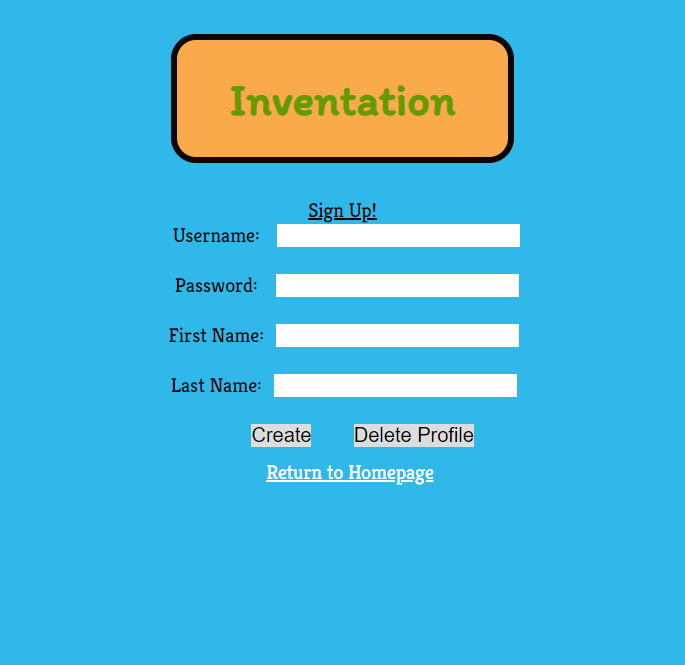 Inventation
Sign Up!
Username:
Password:
First Name:
Last Name:
Create Delete Profile
Return to Homepage